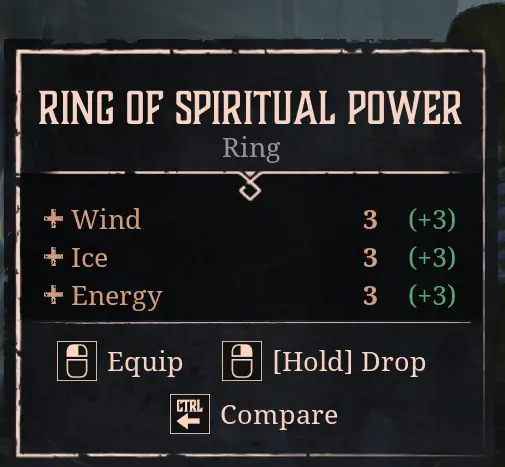 RING OF SPIRITUAL POWER
Ring
Wind 3 (+3)
Ice 3 (+3)
Energy 3 (+3)
Equip [Hold] Drop
CTRL Compare